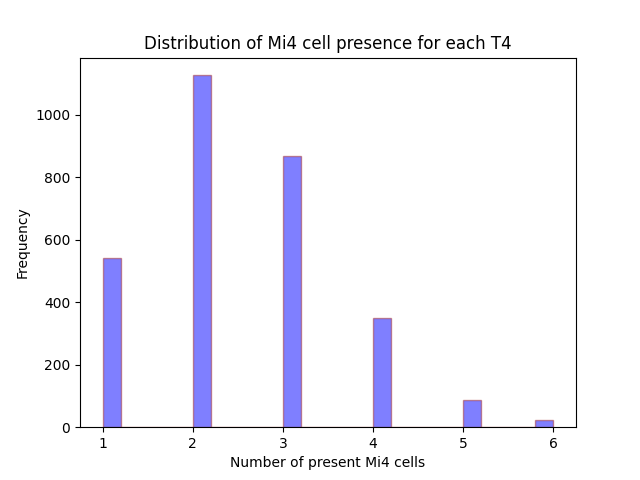 Distribution of Mi4 cell presence for each T4
1000
800
600
400
200
0
Frequency
1 2 3 4 5 6
Number of present Mi4 cells